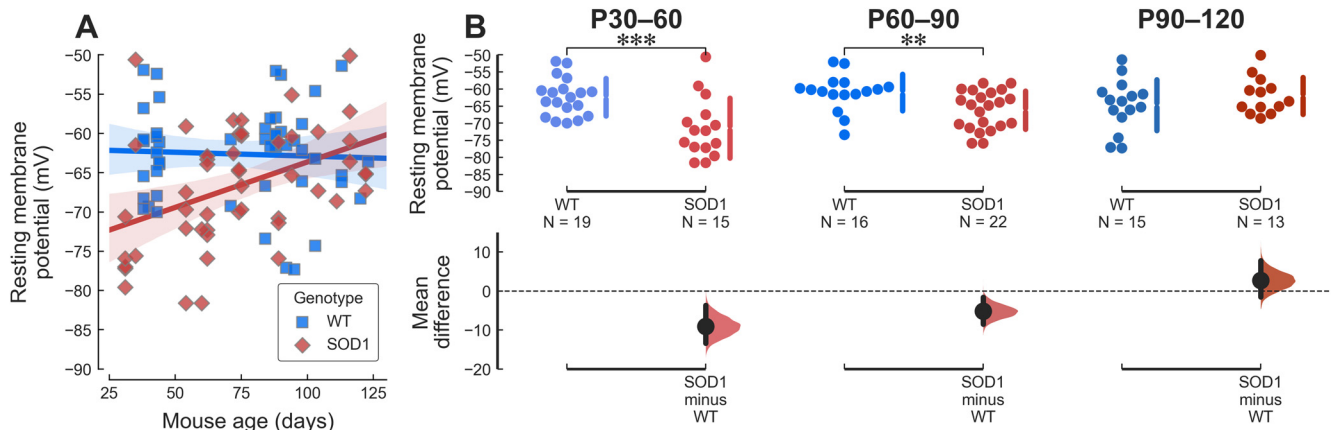 A
Resting membrane
potential (mV)
−50
−55
−60
−65
−70
−75
−80
−85
−90
25
50
75
100
125
Mouse age (days)
Genotype
WT
SOD1
B
P30–60
P60–90
P90–120
***
**
Resting membrane
potential (mV)
−50
−55
−60
−65
−70
−75
−80
−85
−90
WT
N = 19
SOD1
N = 15
WT
N = 16
SOD1
N = 22
WT
N = 15
SOD1
N = 13
Mean
difference
10
0
−10
−20
SOD1
minus
WT
SOD1
minus
WT
SOD1
minus
WT